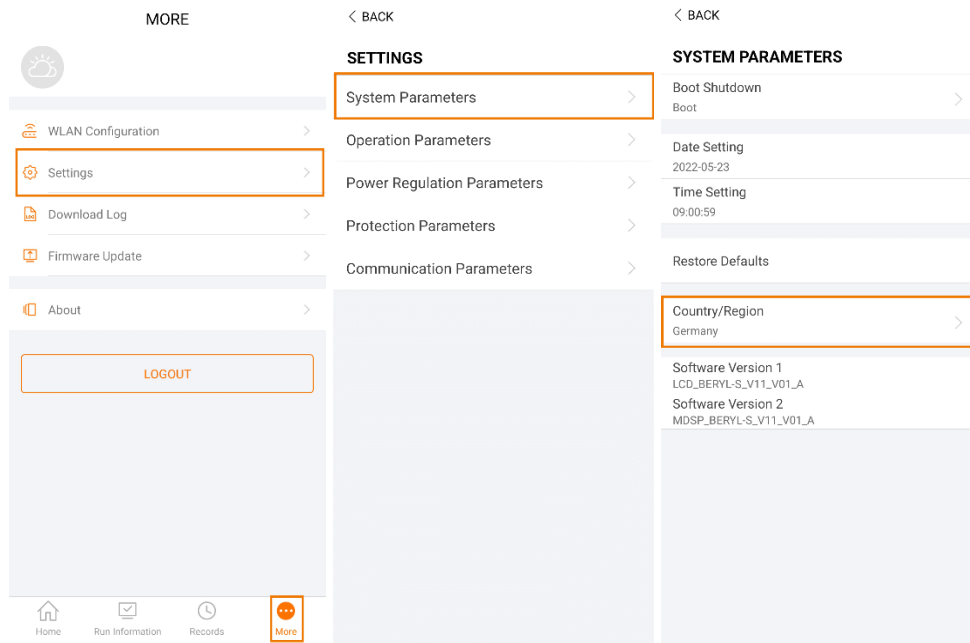 MORE
WLAN Configuration
Settings
Download Log
LOG
Firmware Update
About
LOGOUT
Home
Run Information
Records
More
BACK
SETTINGS
System Parameters
Operation Parameters
Power Regulation Parameters
Protection Parameters
Communication Parameters
BACK
SYSTEM PARAMETERS
Boot Shutdown
Boot
Date Setting
2022-05-23
Time Setting
09:00:59
Restore Defaults
Country/Region
Germany
Software Version 1
LCD_BERYL-S_V11_V01_A
Software Version 2
MDSP_BERYL-S_V11_V01_A